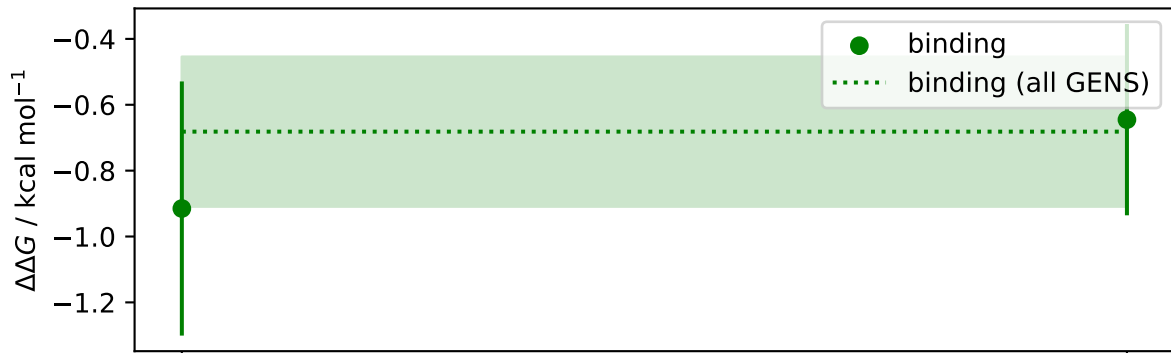 −0.4
−0.6
−0.8
−1.0
−1.2
ΔΔG / kcal mol⁻¹
binding
binding (all GENS)